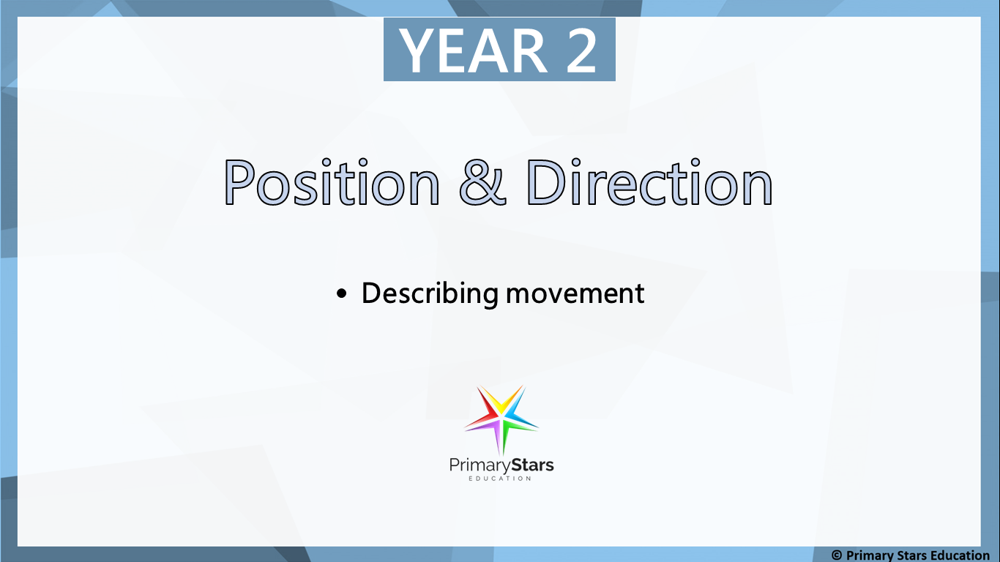 YEAR 2
Position & Direction
• Describing movement
PrimaryStars
EDUCATION
© Primary Stars Education